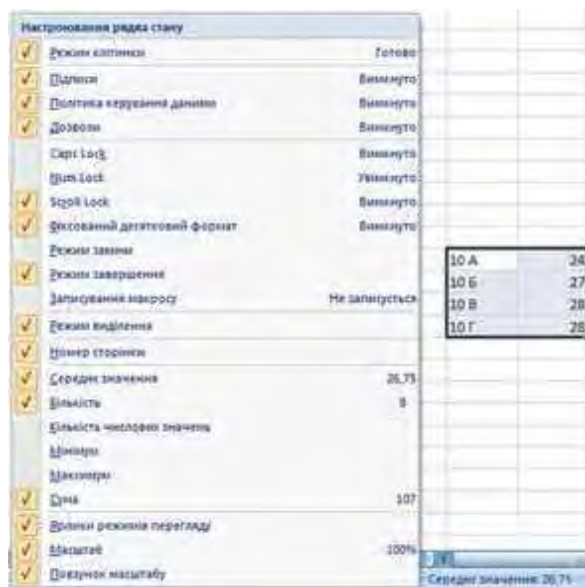 Настроювання рядка стану
Режим клітинки Готово
Підписи Вимкнуто
Політика керування даними Вимкнуто
Дозволи Вимкнуто
Caps Lock Вимкнуто
Num Lock Увімкнуто
Scroll Lock Вимкнуто
Фіксований десятковий формат Вимкнуто
Режим заміни
Режим завершення
Записування макросу Не записується
Режим виділення
Номер сторінки
Середнє значення 26,75
Кількість 8
Кількість числових значень
Мінімум
Максимум
Сума 107
Ярлики режимів перегляду
Масштаб 100%
Повзунок масштабу
10 А 24
10 Б 27
10 В 28
10 Г 28
Середнє значення: 26,75